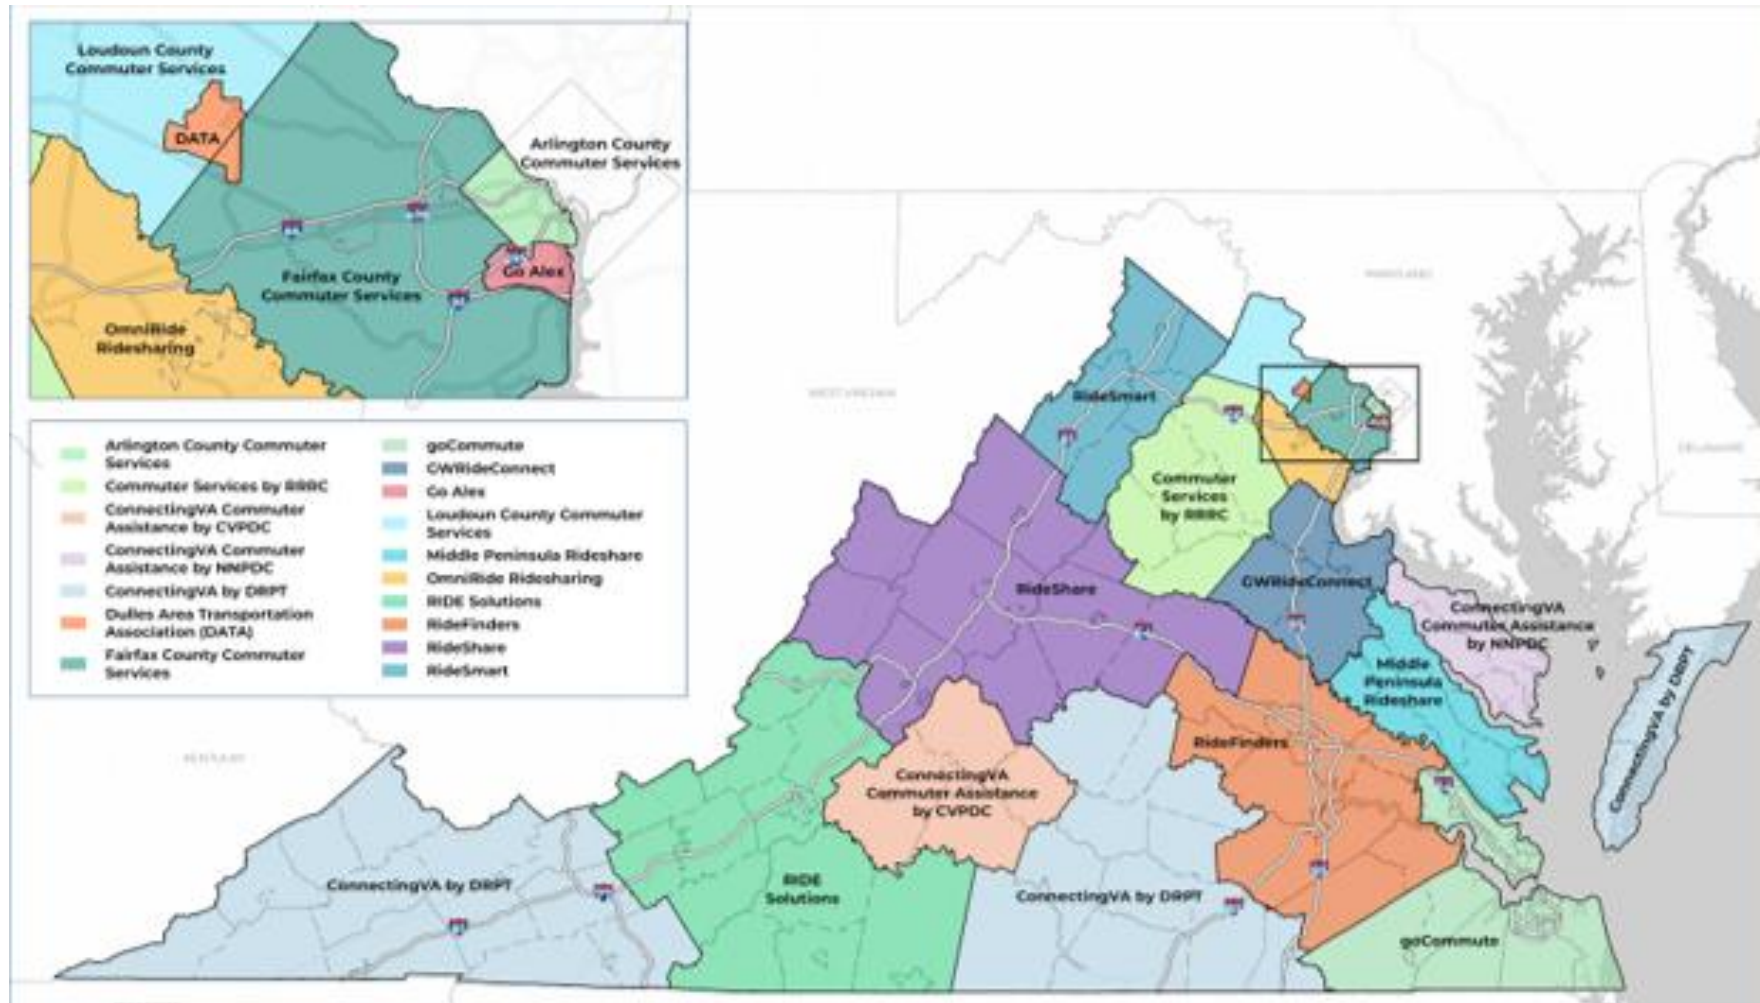 Loudoun County
Commuter Services
DATA
Arlington County
Commuter Services
Fairfax County
Commuter Services
Go Alex
OmniRide
Ridesharing
Arlington County Commuter
Services
Commuter Services by RRRC
ConnectingVA Commuter
Assistance by CVPDC
ConnectingVA Commuter
Assistance by NNPDC
ConnectingVA by DRPT
Dulles Area Transportation
Association (DATA)
Fairfax County Commuter
Services
goCommute
GWRideConnect
Go Alex
Loudoun County Commuter
Services
Middle Peninsula Rideshare
OmniRide Ridesharing
RIDE Solutions
RideFinders
RideShare
RideSmart
MARYLAND
WEST VIRGINIA
DELAWARE
KENTUCKY
RideSmart
Commuter
Services
by RRRC
RideShare
GWRideConnect
ConnectingVA
Commuter Assistance
by NNPDC
Middle
Peninsula
Rideshare
ConnectingVA by DRPT
RideFinders
ConnectingVA
Commuter Assistance
by CVPDC
ConnectingVA by DRPT
RIDE
Solutions
ConnectingVA by DRPT
goCommute